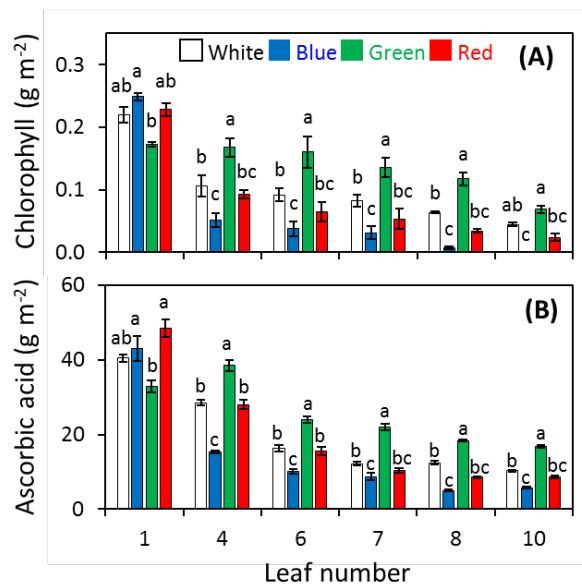 White Blue Green Red (A)
Chlorophyll (g m⁻²)
0.3
0.2
0.1
0.0
ab a b ab
b c a bc
b c a bc
b c a bc
b c a bc
ab c a bc
(B)
Ascorbic acid (g m⁻²)
60
40
20
0
ab a b a
b c a b
b c a b
b c a bc
b c a bc
b c a bc
1 4 6 7 8 10
Leaf number